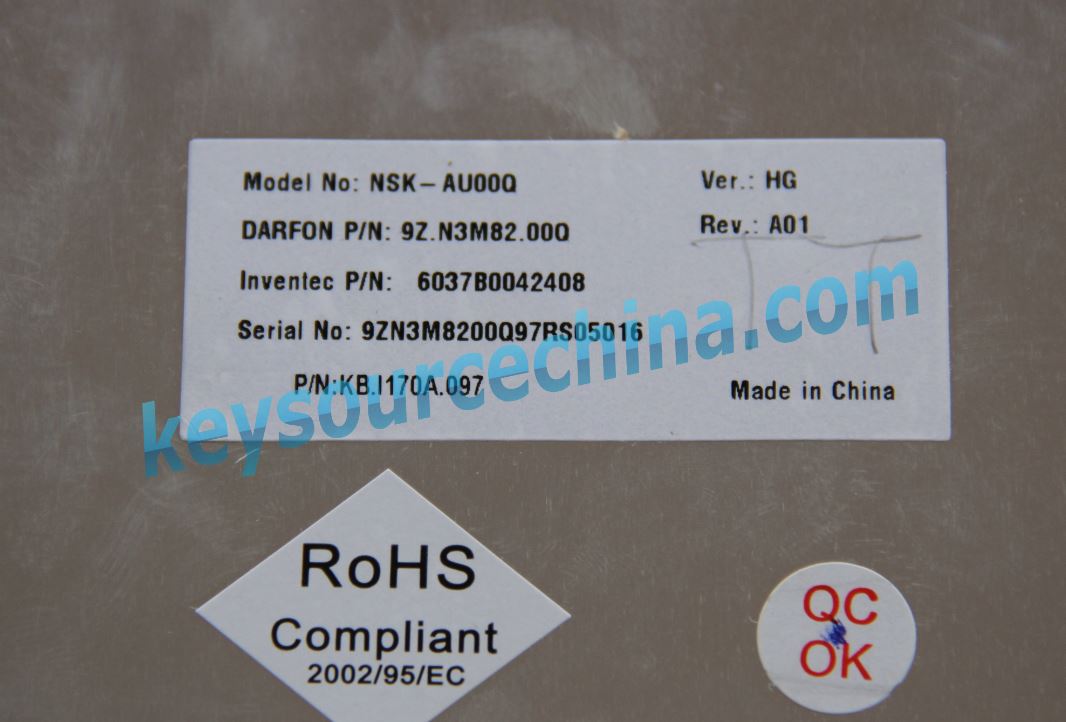 Model No: NSK-AU00Q
Ver.: HG
DARFON P/N: 9Z.N3M82.00Q
Rev.: A01
Inventec P/N: 6037B0042408
Serial No: 9ZN3M8200Q97RS05016
P/N:KB.I170A.097
Made in China
keysourcechina.com
RoHS
Compliant
2002/95/EC
QC
OK